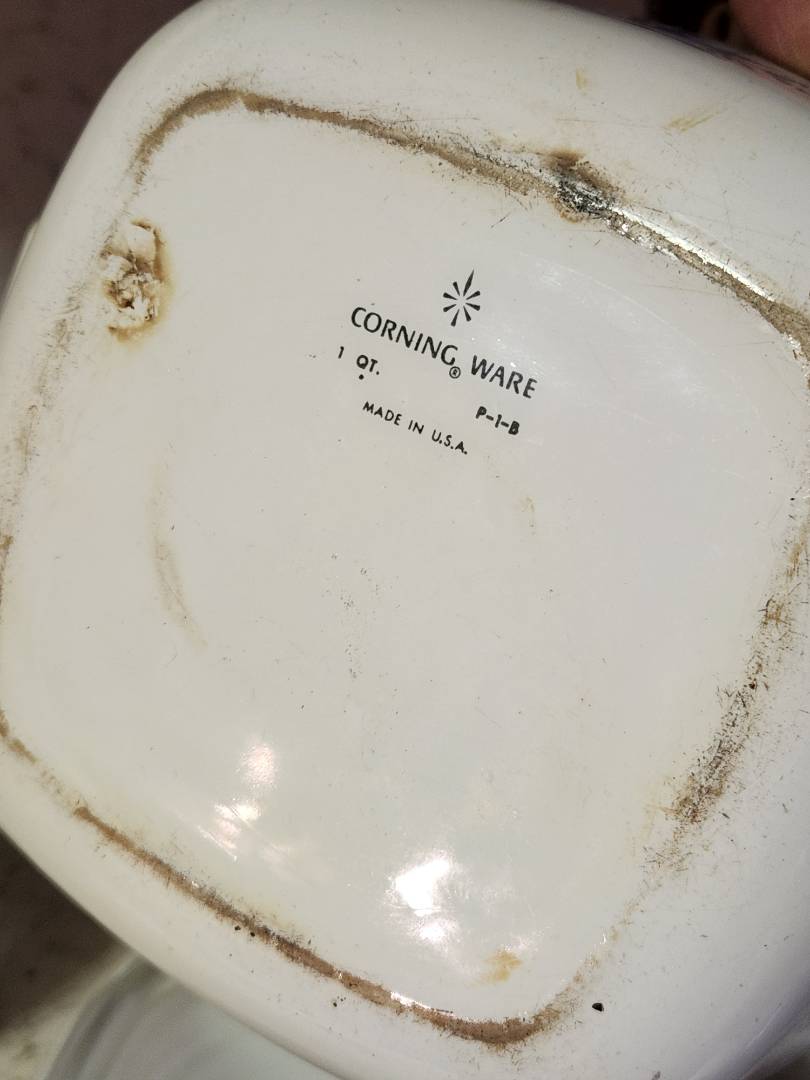 CORNING® WARE
1 QT.
P-1-B
MADE IN U.S.A.